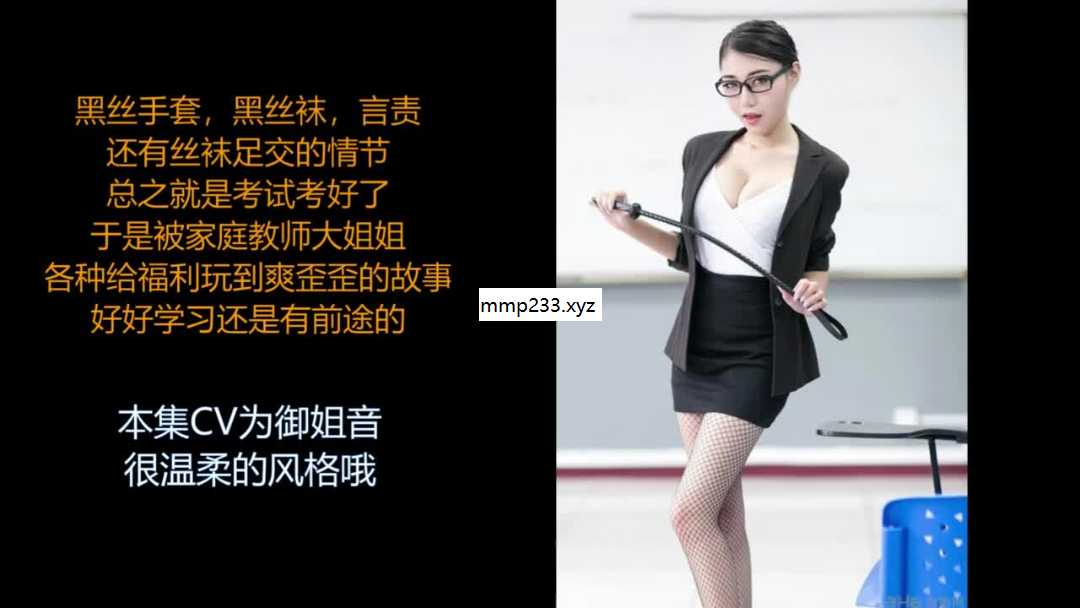 黑丝手套，黑丝袜，言责
还有丝袜足交的情节
总之就是考试考好了
于是被家庭教师大姐姐
各种给福利玩到爽歪歪的故事
好好学习还是有前途的
mmp233.xyz
本集CV为御姐音
很温柔的风格哦